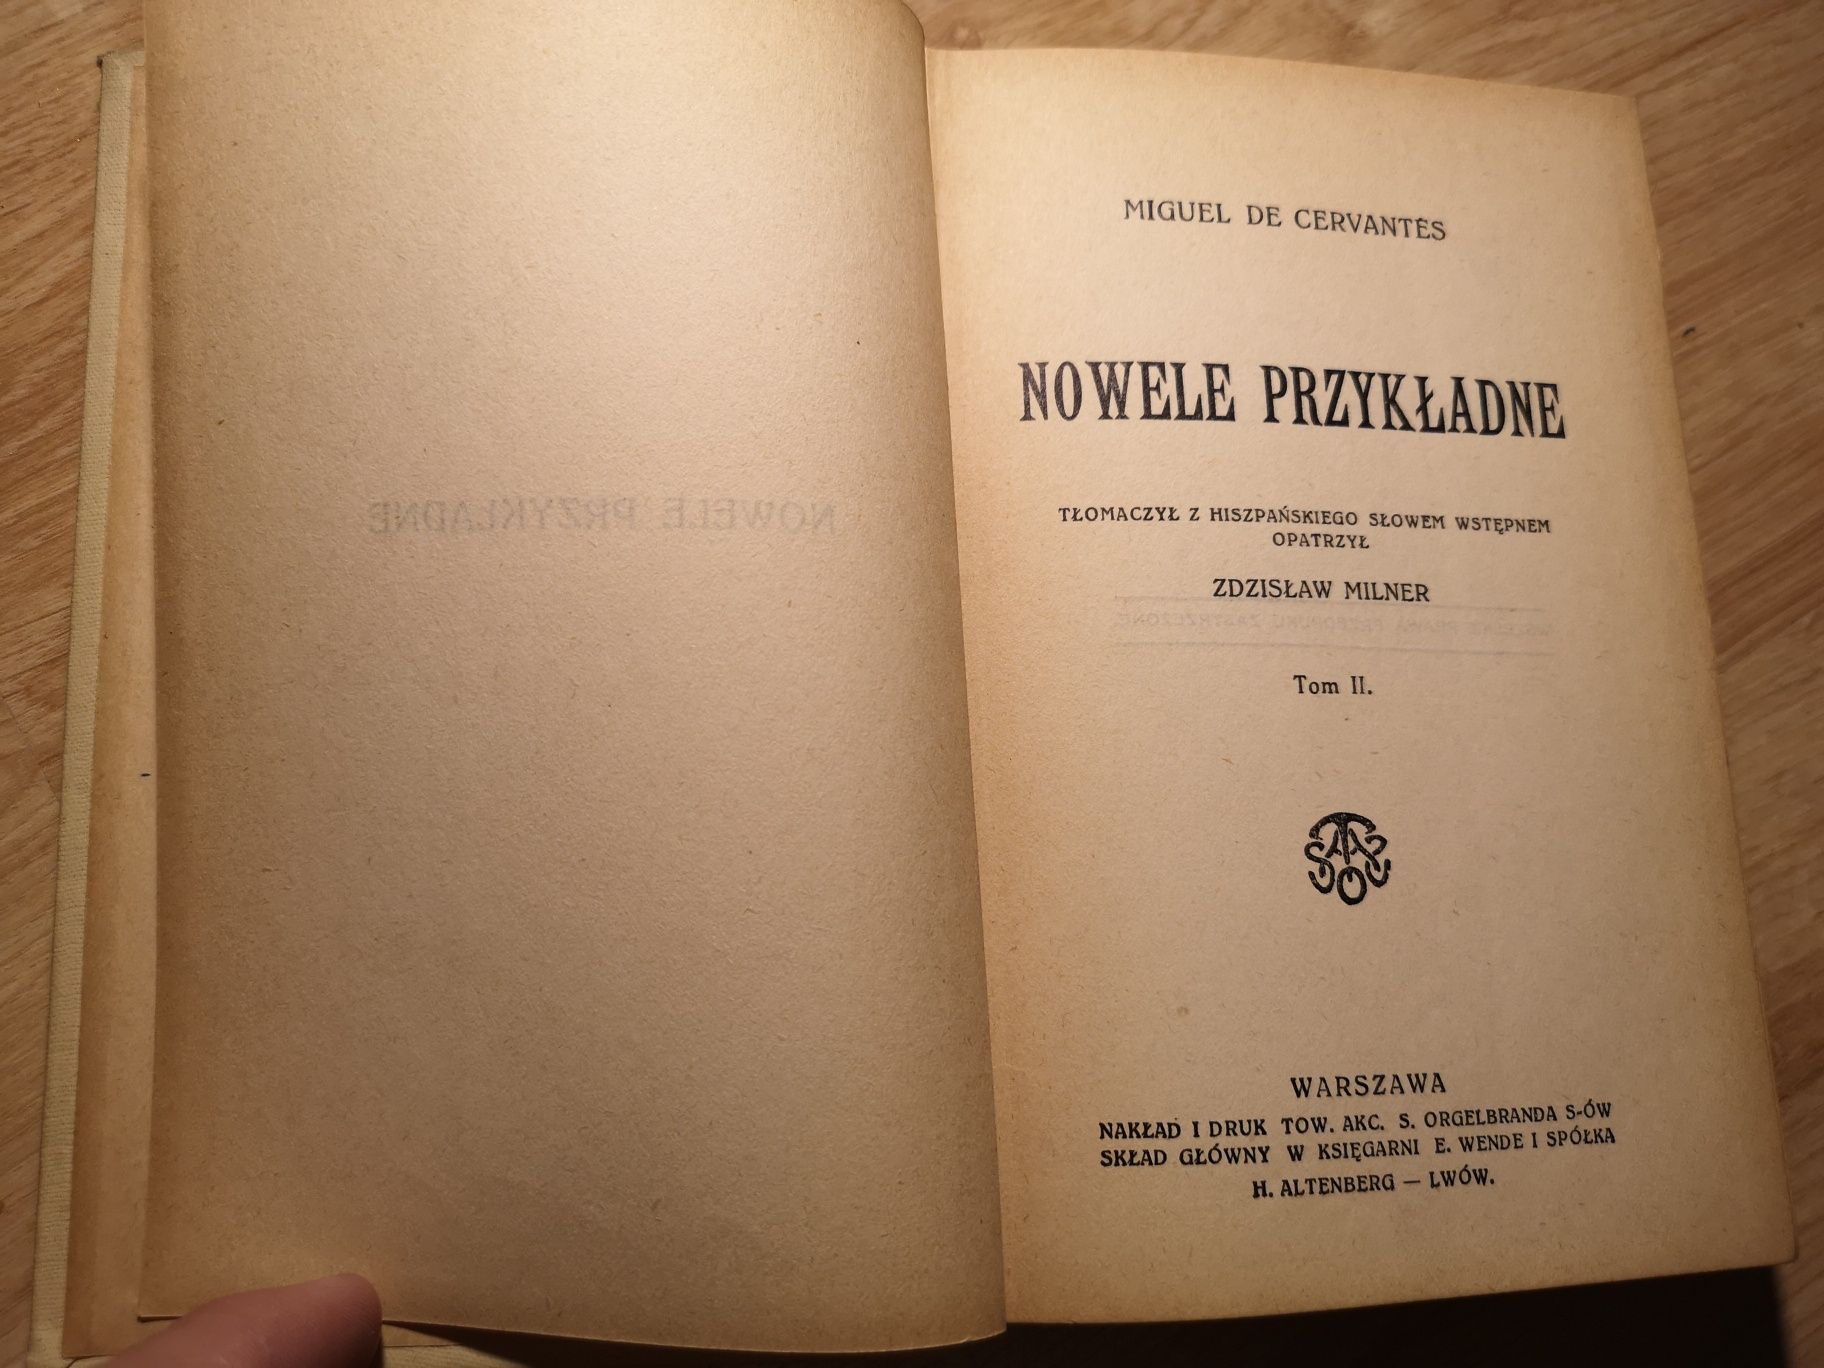 MIGUEL DE CERVANTES
NOWELE PRZYKŁADNE
TŁOMACZYŁ Z HISZPAŃSKIEGO SŁOWEM WSTĘPNEM
OPATRZYŁ
ZDZISŁAW MILNER
Tom II.
WARSZAWA
NAKŁAD I DRUK TOW. AKC. S. ORGELBRANDA S-ÓW
SKŁAD GŁÓWNY W KSIĘGARNI E. WENDE I SPÓŁKA
H. ALTENBERG — LWÓW.